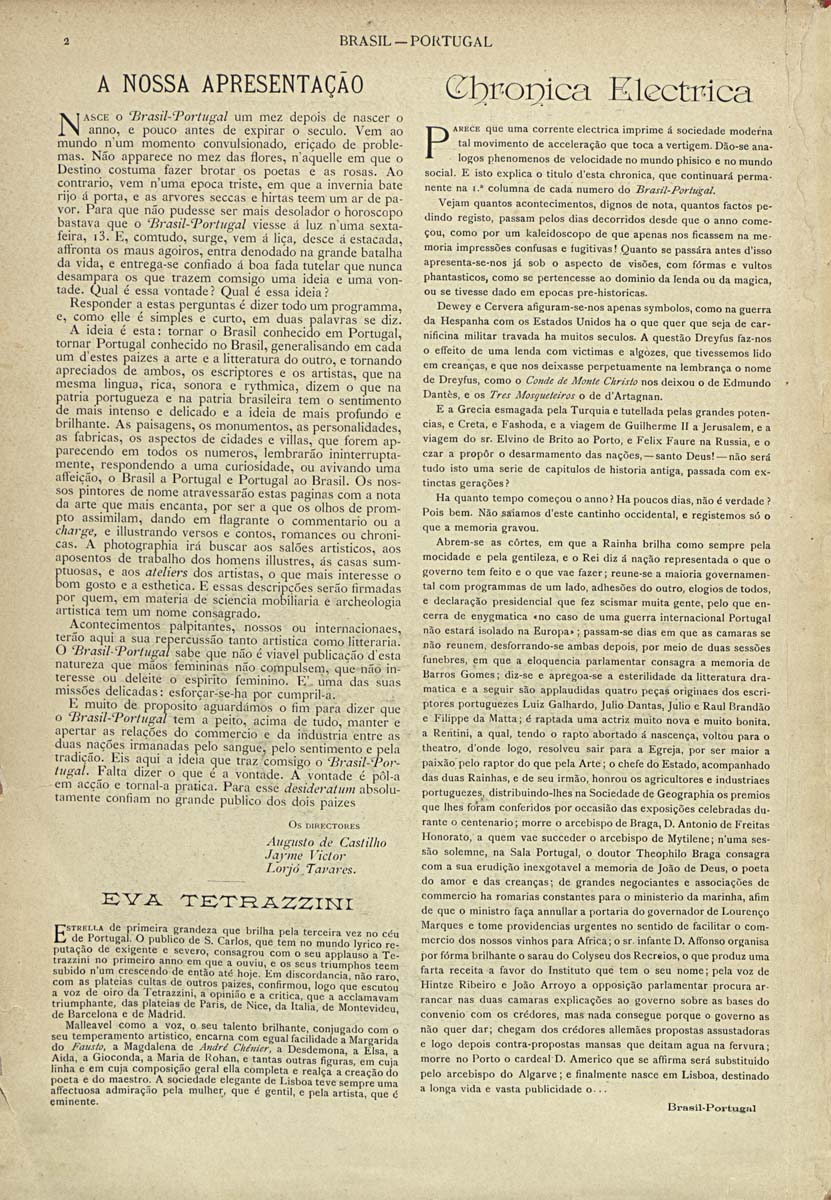 2
BRASIL — PORTUGAL
A NOSSA APRESENTAÇÃO
NASCE o Brasil-Portugal um mez depois de nascer o
anno, e pouco antes de expirar o seculo. Vem ao
mundo n'um momento convulsionado, eriçado de proble-
mas. Não apparece no mez das flores, n'aquelle em que o
Destino costuma fazer brotar os poetas e as rosas. Ao
contrario, vem n'uma epoca triste, em que a invernia bate
rijo á porta, e as arvores seccas e hirtas teem um ar de pa-
vor. Para que não pudesse ser mais desolador o horoscopo
bastava que o Brasil-Portugal viesse á luz n'uma sexta-
feira, 13. E, comtudo, surge, vem á liça, desce á estacada,
affronta os maus agoiros, entra denodado na grande batalha
da vida, e entrega-se confiado á boa fada tutelar que nunca
desampara os que trazem comsigo uma ideia e uma von-
tade. Qual é essa vontade? Qual é essa ideia?
Responder a estas perguntas é dizer todo um programma,
e, como elle é simples e curto, em duas palavras se diz.
A ideia é esta: tornar o Brasil conhecido em Portugal,
tornar Portugal conhecido no Brasil, generalisando em cada
um d'estes paizes a arte e a litteratura do outro, e tornando
apreciados de ambos, os escriptores e os artistas, que na
mesma lingua, rica, sonora e rythmica, dizem o que na
patria portugueza e na patria brasileira tem o sentimento
de mais intenso e delicado e a ideia de mais profundo e
brilhante. As paisagens, os monumentos, as personalidades,
as fabricas, os aspectos de cidades e villas, que forem ap-
parecendo em todos os numeros, lembrarão ininterrupta-
mente, respondendo a uma curiosidade, ou avivando uma
affeição, o Brasil a Portugal e Portugal ao Brasil. Os nos-
sos pintores de nome atravessarão estas paginas com a nota
da arte que mais encanta, por ser a que os olhos de prom-
pto assimilam, dando em flagrante o commentario ou a
charge, e illustrando versos e contos, romances ou chroni-
cas. A photographia irá buscar aos salões artisticos, aos
aposentos de trabalho dos homens illustres, ás casas sum-
ptuosas, e aos ateliers dos artistas, o que mais interesse o
bom gosto e a esthetica. E essas descripções serão firmadas
por quem, em materia de sciencia mobiliaria e archeologia
artistica tem um nome consagrado.
Acontecimentos palpitantes, nossos ou internacionaes,
terão aqui a sua repercussão tanto artistica como litteraria.
O Brasil-Portugal sabe que não é viavel publicação d'esta
natureza que mãos femininas não compulsem, que não in-
teresse ou deleite o espirito feminino. E' uma das suas
missões delicadas: esforçar-se-ha por cumpril-a.
E muito de proposito aguardámos o fim para dizer que
o Brasil-Portugal tem a peito, acima de tudo, manter e
apertar as relações do commercio e da industria entre as
duas nações irmanadas pelo sangue, pelo sentimento e pela
tradição. Eis aqui a ideia que traz comsigo o Brasil-Por-
tugal. Falta dizer o que é a vontade. A vontade é pôl-a
em acção e tornal-a pratica. Para esse desideratum absolu-
tamente confiam no grande publico dos dois paizes
OS DIRECTORES
Augusto de Castilho
Jayme Victor
Lorjó Tavares.
EVA TETRAZZINI
ESTRELLA de primeira grandeza que brilha pela terceira vez no céu
de Portugal. O publico de S. Carlos, que tem no mundo lyrico re-
putação de exigente e severo, consagrou com o seu applauso a Te-
trazzini no primeiro anno em que a ouviu, e os seus triumphos teem
subido n'um crescendo de então até hoje. Em discordancia, não raro,
com as plateias cultas de outros paizes, confirmou, logo que escutou
a voz de oiro da Tetrazzini, a opinião e a critica, que a acclamavam
triumphante, das plateias de Paris, de Nice, da Italia, de Montevideu,
de Barcelona e de Madrid.
Malleavel como a voz, o seu talento brilhante, conjugado com o
seu temperamento artistico, encarna com egual facilidade a Margarida
do Fausto, a Magdalena de André Chénier, a Desdemona, a Elsa, a
Aida, a Gioconda, a Maria de Rohan, e tantas outras figuras, em cuja
linha e em cuja composição geral ella completa e realça a creação do
poeta e do maestro. A sociedade elegante de Lisboa teve sempre uma
affectuosa admiração pela mulher, que é gentil, e pela artista, que é
eminente.
Chronica Electrica
PARECE que uma corrente electrica imprime á sociedade moderna
tal movimento de acceleração que toca a vertigem. Dão-se ana-
logos phenomenos de velocidade no mundo phisico e no mundo
social. E isto explica o titulo d'esta chronica, que continuará perma-
nente na 1.ª columna de cada numero do Brasil-Portugal.
Vejam quantos acontecimentos, dignos de nota, quantos factos pe-
dindo registo, passam pelos dias decorridos desde que o anno come-
çou, como por um kaleidoscopo de que apenas nos ficassem na me-
moria impressões confusas e fugitivas! Quanto se passára antes d'isso
apresenta-se-nos já sob o aspecto de visões, com fórmas e vultos
phantasticos, como se pertencesse ao dominio da lenda ou da magica,
ou se tivesse dado em epocas pre-historicas.
Dewey e Cervera afiguram-se-nos apenas symbolos, como na guerra
da Hespanha com os Estados Unidos ha o que quer que seja de car-
nificina militar travada ha muitos seculos. A questão Dreyfus faz-nos
o effeito de uma lenda com victimas e algozes, que tivessemos lido
em creanças, e que nos deixasse perpetuamente na lembrança o nome
de Dreyfus, como o Conde de Monte Christo nos deixou o de Edmundo
Dantès, e os Tres Mosqueteiros o de d'Artagnan.
E a Grecia esmagada pela Turquia e tutellada pelas grandes poten-
cias, e Creta, e Fashoda, e a viagem de Guilherme II a Jerusalem, e a
viagem do sr. Elvino de Brito ao Porto, e Felix Faure na Russia, e o
czar a propôr o desarmamento das nações, — santo Deus! — não será
tudo isto uma serie de capitulos de historia antiga, passada com ex-
tinctas gerações?
Ha quanto tempo começou o anno? Ha poucos dias, não é verdade?
Pois bem. Não saíamos d'este cantinho occidental, e registemos só o
que a memoria gravou.
Abrem-se as côrtes, em que a Rainha brilha como sempre pela
mocidade e pela gentileza, e o Rei diz á nação representada o que o
governo tem feito e o que vae fazer; reune-se a maioria governamen-
tal com programmas de um lado, adhesões do outro, elogios de todos,
e declaração presidencial que fez scismar muita gente, pelo que en-
cerra de enygmatica «no caso de uma guerra internacional Portugal
não estará isolado na Europa»; passam-se dias em que as camaras se
não reunem, desforrando-se ambas depois, por meio de duas sessões
funebres, em que a eloquencia parlamentar consagra a memoria de
Barros Gomes; diz-se e apregoa-se a esterilidade da litteratura dra-
matica e a seguir são applaudidas quatro peças originaes dos escri-
ptores portuguezes Luiz Galhardo, Julio Dantas, Julio e Raul Brandão
e Filippe da Matta; é raptada uma actriz muito nova e muito bonita,
a Rentini, a qual, tendo o rapto abortado á nascença, voltou para o
theatro, d'onde logo, resolveu sair para a Egreja, por ser maior a
paixão pelo raptor do que pela Arte; o chefe do Estado, acompanhado
das duas Rainhas, e de seu irmão, honrou os agricultores e industriaes
portuguezes, distribuindo-lhes na Sociedade de Geographia os premios
que lhes foram conferidos por occasião das exposições celebradas du-
rante o centenario; morre o arcebispo de Braga, D. Antonio de Freitas
Honorato, a quem vae succeder o arcebispo de Mytilene; n'uma ses-
são solemne, na Sala Portugal, o doutor Theophilo Braga consagra
com a sua erudição inexgotavel a memoria de João de Deus, o poeta
do amor e das creanças; de grandes negociantes e associações de
commercio ha romarias constantes para o ministerio da marinha, afim
de que o ministro faça annullar a portaria do governador de Lourenço
Marques e tome providencias urgentes no sentido de facilitar o com-
mercio dos nossos vinhos para Africa; o sr. infante D. Affonso organisa
por fórma brilhante o sarau do Colyseu dos Recreios, o que produz uma
farta receita a favor do Instituto que tem o seu nome; pela voz de
Hintze Ribeiro e João Arroyo a opposição parlamentar procura ar-
rancar nas duas camaras explicações ao governo sobre as bases do
convenio com os crédores, mas nada consegue porque o governo as
não quer dar; chegam dos crédores allemães propostas assustadoras
e logo depois contra-propostas mansas que deitam agua na fervura;
morre no Porto o cardeal D. Americo que se affirma será substituido
pelo arcebispo do Algarve; e finalmente nasce em Lisboa, destinado
a longa vida e vasta publicidade o...
Brasil-Portugal